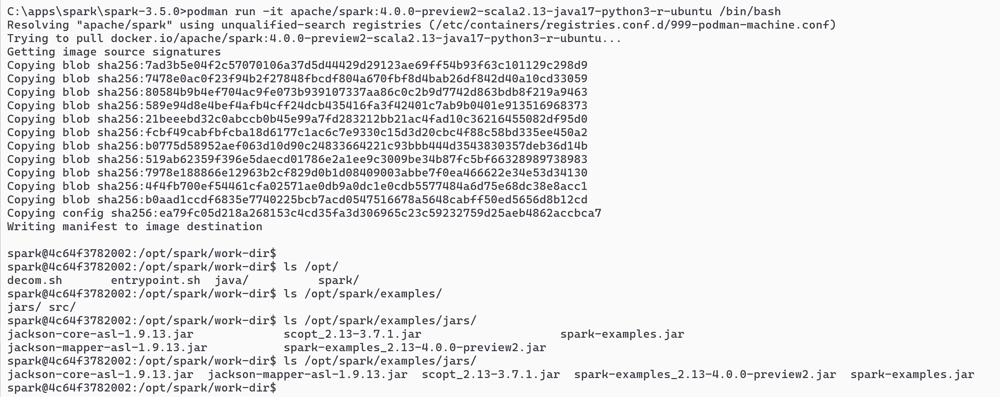 C:\apps\spark\spark-3.5.0>podman run -it apache/spark:4.0.0-preview2-scala2.13-java17-python3-r-ubuntu /bin/bash
Resolving "apache/spark" using unqualified-search registries (/etc/containers/registries.conf.d/999-podman-machine.conf)
Trying to pull docker.io/apache/spark:4.0.0-preview2-scala2.13-java17-python3-r-ubuntu...
Getting image source signatures
Copying blob sha256:7ad3b5e04f2c57070106a37d5d44429d29123ae69ff54b93f63c101129c298d9
Copying blob sha256:7478e0ac0f23f94b2f27848fbcdf804a670fbf8d4bab26df842d40a10cd33059
Copying blob sha256:80584b9b4ef704ac9fe073b939107337aa86c0c2b9d7742d863bdb8f219a9463
Copying blob sha256:589e94d8e4bef4afb4cff24dcb435416fa3f42401c7ab9b0401e913516968373
Copying blob sha256:21beeebd32c0abccb0b45e99a7fd283212bb21ac4fad10c36216455082df95d0
Copying blob sha256:fcbf49cabfbfcba18d6177c1ac6c7e9330c15d3d20cbc4f88c58bd335ee450a2
Copying blob sha256:b0775d58952aef063d10d90c24833664221c93bbb444d3543830357deb36d14b
Copying blob sha256:519ab62359f396e5daecd01786e2a1ee9c3009be34b87fc5bf66328989738983
Copying blob sha256:7978e188866e12963b2cf829d0b1d08409003abbe7f0ea466622e34e53d34130
Copying blob sha256:4f4fb700ef54461cfa02571ae0db9a0dc1e0cdb5577484a6d75e68dc38e8acc1
Copying blob sha256:b0aad1ccdf6835e7740225bcb7acd0547516678a5648cabff50ed5656d8b12cd
Copying config sha256:ea79fc05d218a268153c4cd35fa3d306965c23c59232759d25aeb4862accbca7
Writing manifest to image destination
spark@4c64f3782002:/opt/spark/work-dir$
spark@4c64f3782002:/opt/spark/work-dir$ ls /opt/
decom.sh       entrypoint.sh  java/          spark/
spark@4c64f3782002:/opt/spark/work-dir$ ls /opt/spark/examples/
jars/ src/
spark@4c64f3782002:/opt/spark/work-dir$ ls /opt/spark/examples/jars/
jackson-core-asl-1.9.13.jar             scopt_2.13-3.7.1.jar                    spark-examples.jar
jackson-mapper-asl-1.9.13.jar           spark-examples_2.13-4.0.0-preview2.jar
spark@4c64f3782002:/opt/spark/work-dir$ ls /opt/spark/examples/jars/
jackson-core-asl-1.9.13.jar  jackson-mapper-asl-1.9.13.jar  scopt_2.13-3.7.1.jar  spark-examples_2.13-4.0.0-preview2.jar  spark-examples.jar
spark@4c64f3782002:/opt/spark/work-dir$